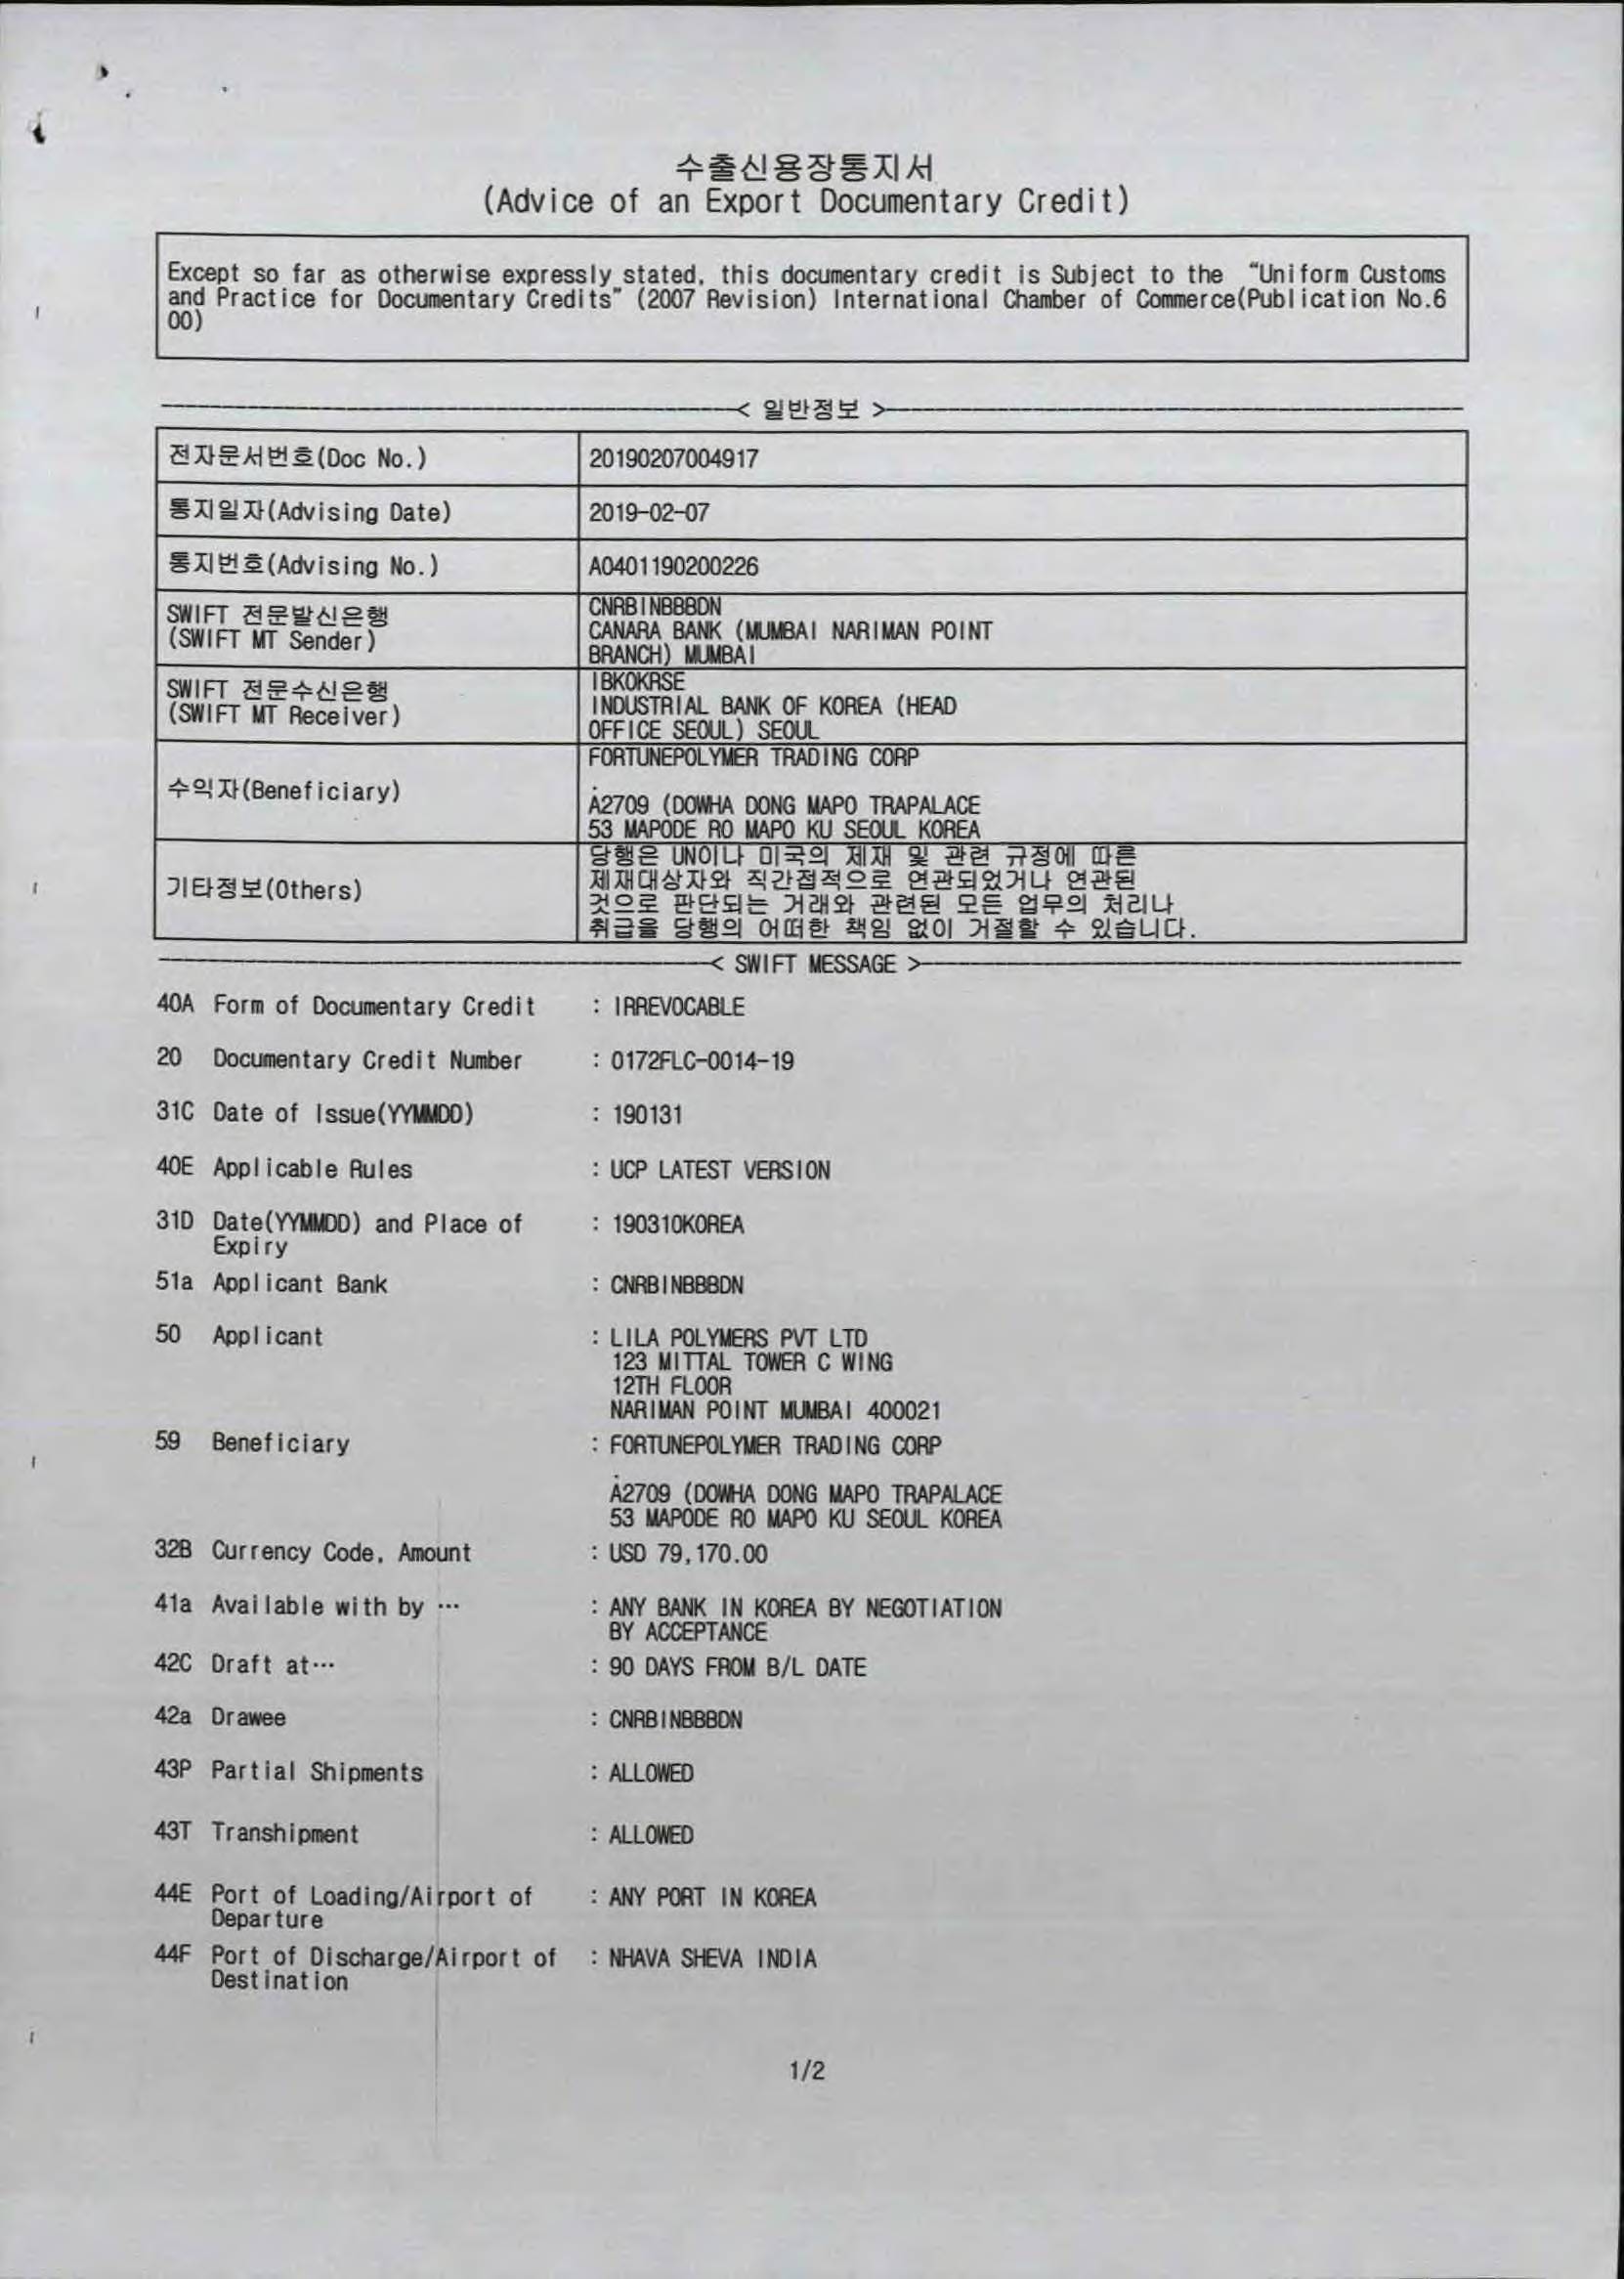 수출신용장통지서
(Advice of an Export Documentary Credit)
Except so far as otherwise expressly stated, this documentary credit is Subject to the “Uniform Customs
and Practice for Documentary Credits” (2007 Revision) International Chamber of Commerce(Publication No.6
00)
< 일반정보 >
전자문서번호(Doc No.) 20190207004917
통지일자(Advising Date) 2019-02-07
통지번호(Advising No.) A0401190200226
SWIFT 전문발신은행
(SWIFT MT Sender)
CNRBINBBBDN
CANARA BANK (MUMBAI NARIMAN POINT
BRANCH) MUMBAI
SWIFT 전문수신은행
(SWIFT MT Receiver)
IBKOKRSE
INDUSTRIAL BANK OF KOREA (HEAD
OFFICE SEOUL) SEOUL
수익자(Beneficiary)
FORTUNEPOLYMER TRADING CORP
.
A2709 (DOWHA DONG MAPO TRAPALACE
53 MAPODE RO MAPO KU SEOUL KOREA
기타정보(Others)
당행은 UN이나 미국의 제재 및 관련 규정에 따른
제재대상자와 직간접적으로 연관되었거나 연관된
것으로 판단되는 거래와 관련된 모든 업무의 처리나
취급을 당행의 어떠한 책임 없이 거절할 수 있습니다.
< SWIFT MESSAGE >
40A Form of Documentary Credit : IRREVOCABLE
20 Documentary Credit Number : 0172FLC-0014-19
31C Date of Issue(YYMMDD) : 190131
40E Applicable Rules : UCP LATEST VERSION
31D Date(YYMMDD) and Place of : 190310KOREA
Expiry
51a Applicant Bank : CNRBINBBBDN
50 Applicant : LILA POLYMERS PVT LTD
123 MITTAL TOWER C WING
12TH FLOOR
NARIMAN POINT MUMBAI 400021
59 Beneficiary : FORTUNEPOLYMER TRADING CORP
.
A2709 (DOWHA DONG MAPO TRAPALACE
53 MAPODE RO MAPO KU SEOUL KOREA
32B Currency Code, Amount : USD 79,170.00
41a Available with by … : ANY BANK IN KOREA BY NEGOTIATION
BY ACCEPTANCE
42C Draft at… : 90 DAYS FROM B/L DATE
42a Drawee : CNRBINBBBDN
43P Partial Shipments : ALLOWED
43T Transhipment : ALLOWED
44E Port of Loading/Airport of : ANY PORT IN KOREA
Departure
44F Port of Discharge/Airport of : NHAVA SHEVA INDIA
Destination
1/2